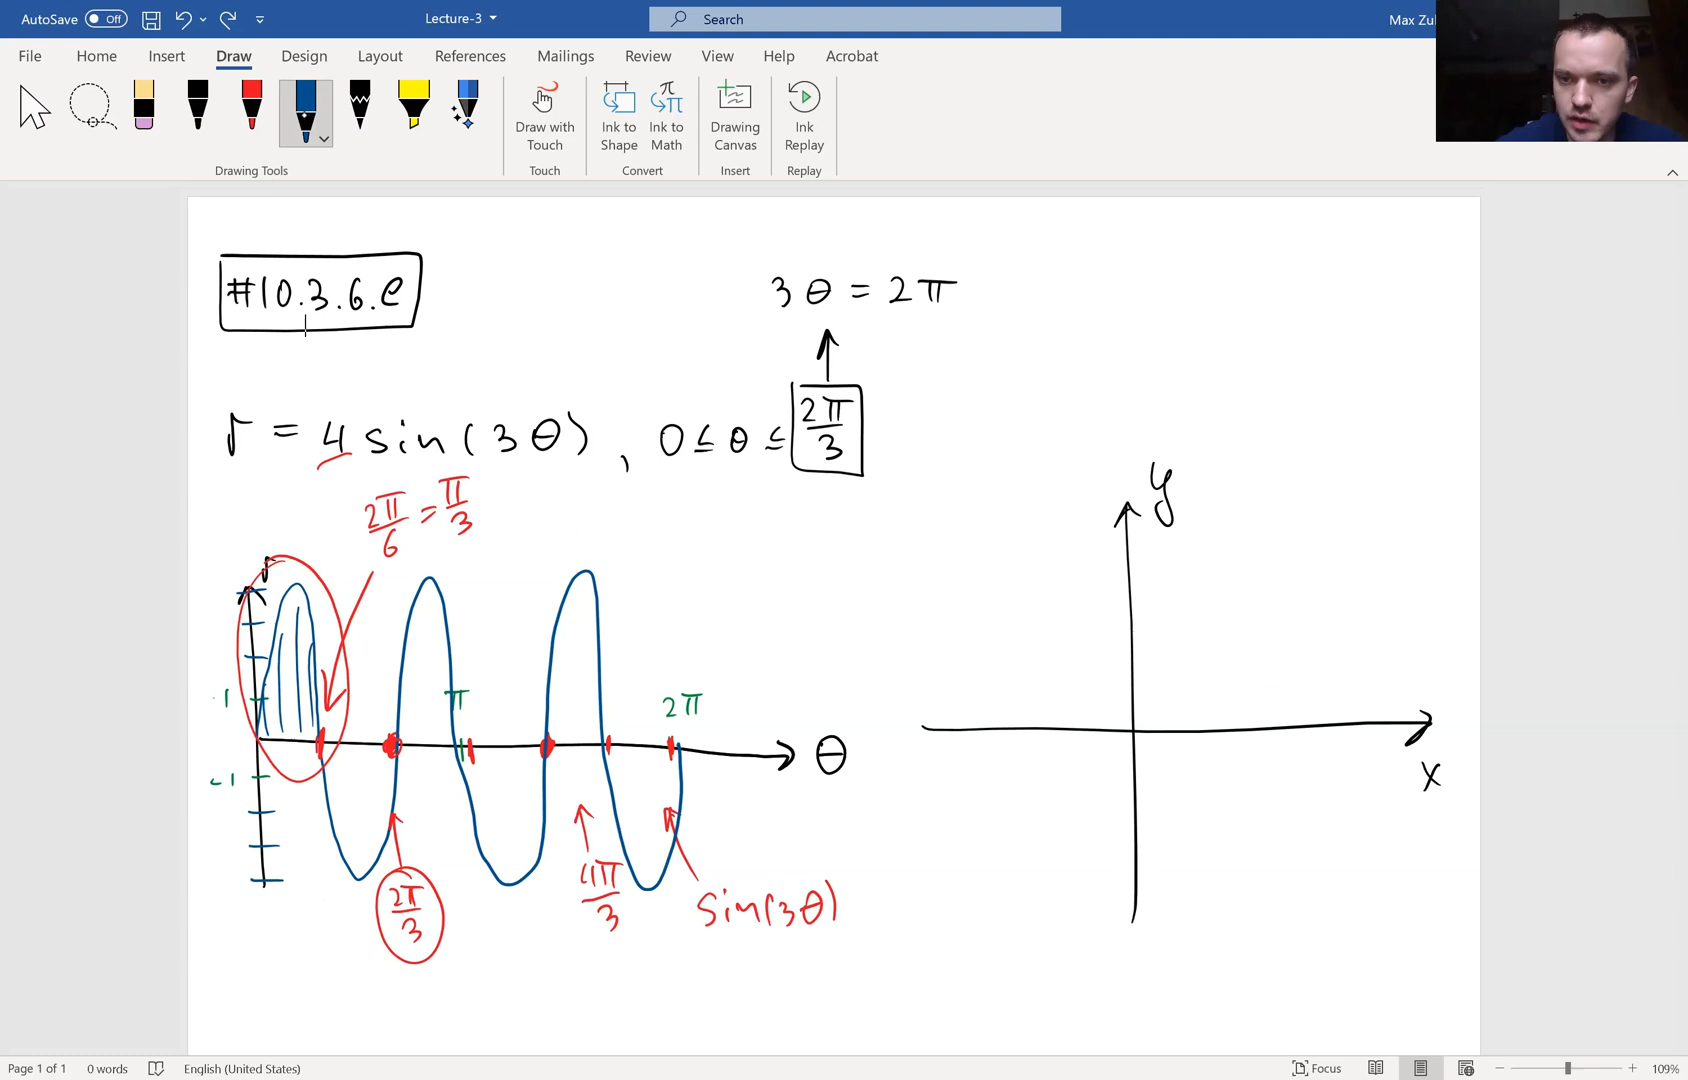 AutoSave Off Lecture-3 Search Max Zul
File Home Insert Draw Design Layout References Mailings Review View Help Acrobat
Draw with Touch
Ink to Shape
Ink to Math
Drawing Canvas
Ink Replay
Drawing Tools Touch Convert Insert Replay
#10.3.6.e
3θ = 2π
r = 4 sin(3θ), 0 ≤ θ ≤ 2π/3
2π/6 = π/3
y
r
1
π
2π
θ
x
-1
2π/3
4π/3
sin(3θ)
Page 1 of 1 0 words English (United States) Focus 109%